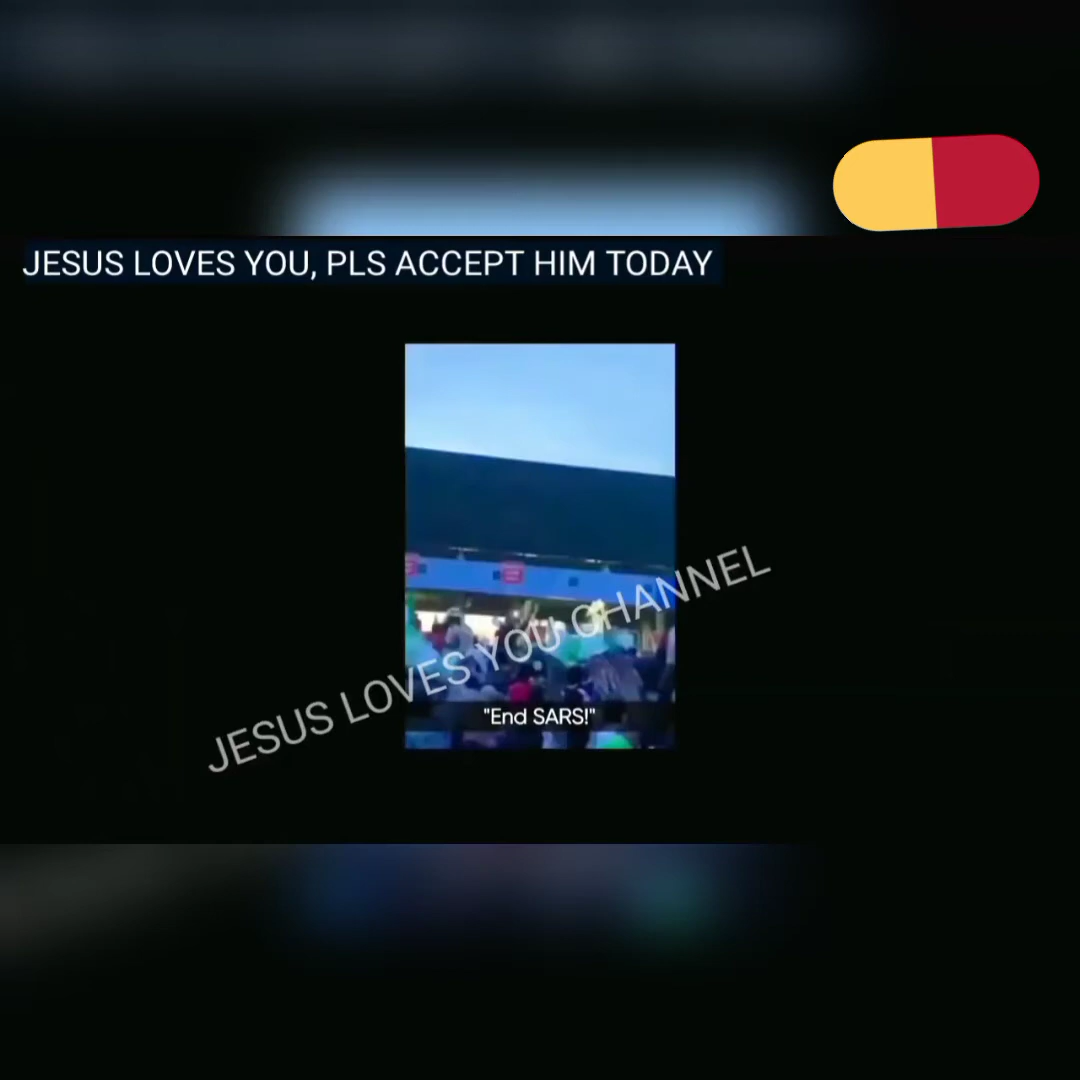 JESUS LOVES YOU, PLS ACCEPT HIM TODAY
JESUS LOVES YOU CHANNEL
"End SARS!"